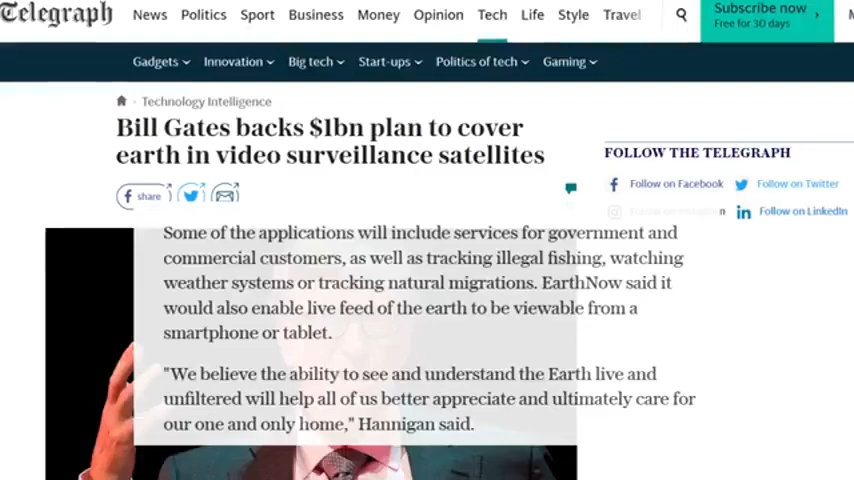 Telegraph
News Politics Sport Business Money Opinion Tech Life Style Travel
Subscribe now
Free for 30 days
Gadgets Innovation Big tech Start-ups Politics of tech Gaming
Technology Intelligence
Bill Gates backs $1bn plan to cover
earth in video surveillance satellites
share
FOLLOW THE TELEGRAPH
Follow on Facebook Follow on Twitter
Follow on LinkedIn
Some of the applications will include services for government and
commercial customers, as well as tracking illegal fishing, watching
weather systems or tracking natural migrations. EarthNow said it
would also enable live feed of the earth to be viewable from a
smartphone or tablet.
"We believe the ability to see and understand the Earth live and
unfiltered will help all of us better appreciate and ultimately care for
our one and only home," Hannigan said.